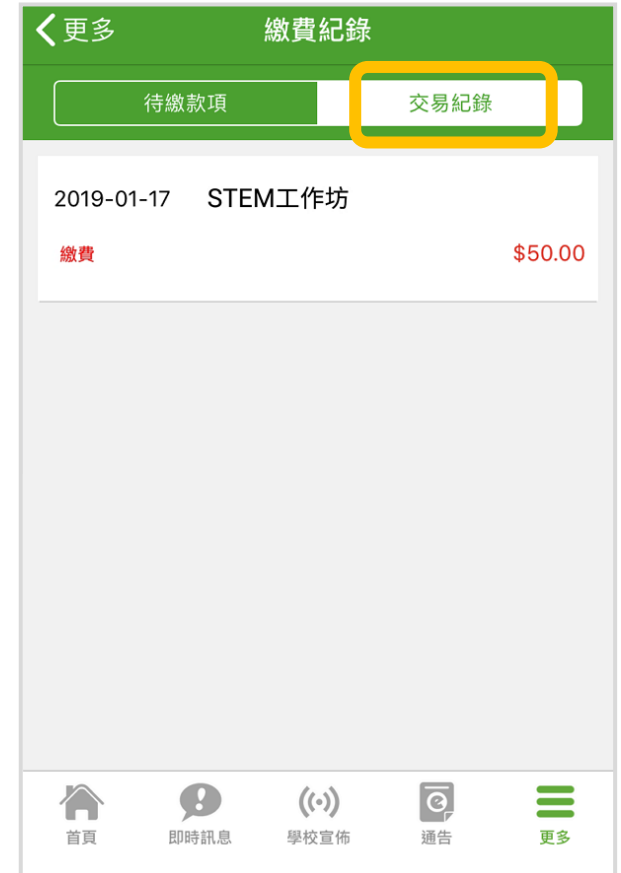 更多 繳費紀錄
待繳款項 交易紀錄
2019-01-17 STEM工作坊
繳費 $50.00
首頁 即時訊息 學校宣佈 通告 更多